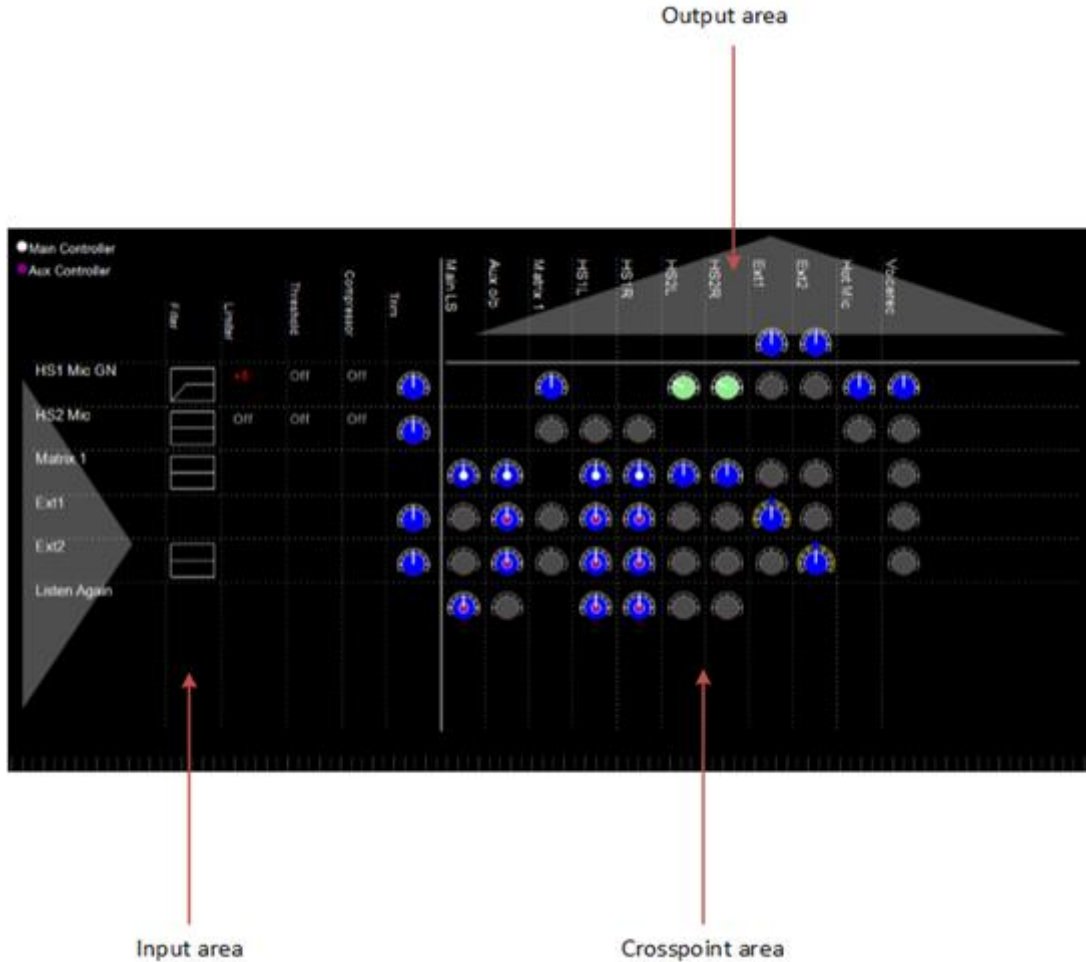 Output area
Main Controller
Aux Controller
Filter
Limiter
Threshold
Compressor
Trim
Main LS
Aux o/p
Matrix 1
HS1L
HS1R
HS2L
HS2R
Ext1
Ext2
Hot Mic
HS1 Mic GN
Off
Off
HS2 Mic
Off
Off
Off
Matrix 1
Ext1
Ext2
Listen Again
Input area
Crosspoint area